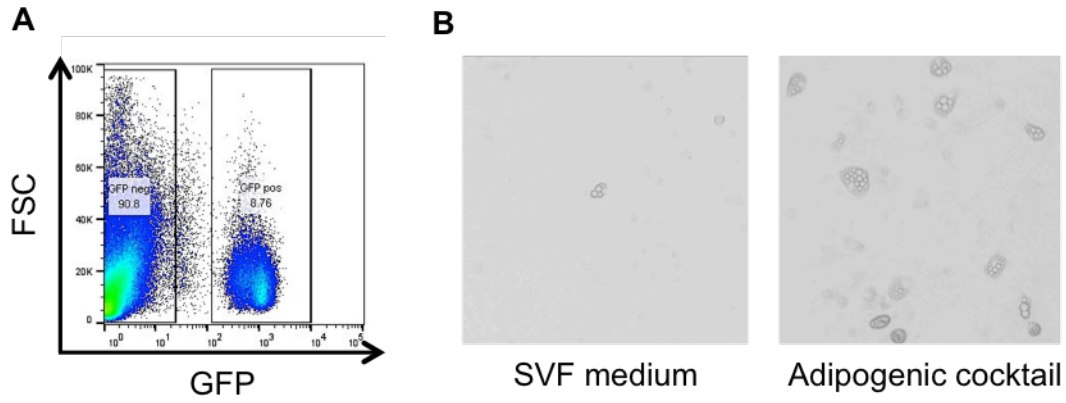 A
B
100K
80K
60K
40K
20K
0
FSC
GFP neg
90.8
GFP pos
8.76
10^0 10^1 10^2 10^3 10^4 10^5
GFP
SVF medium
Adipogenic cocktail